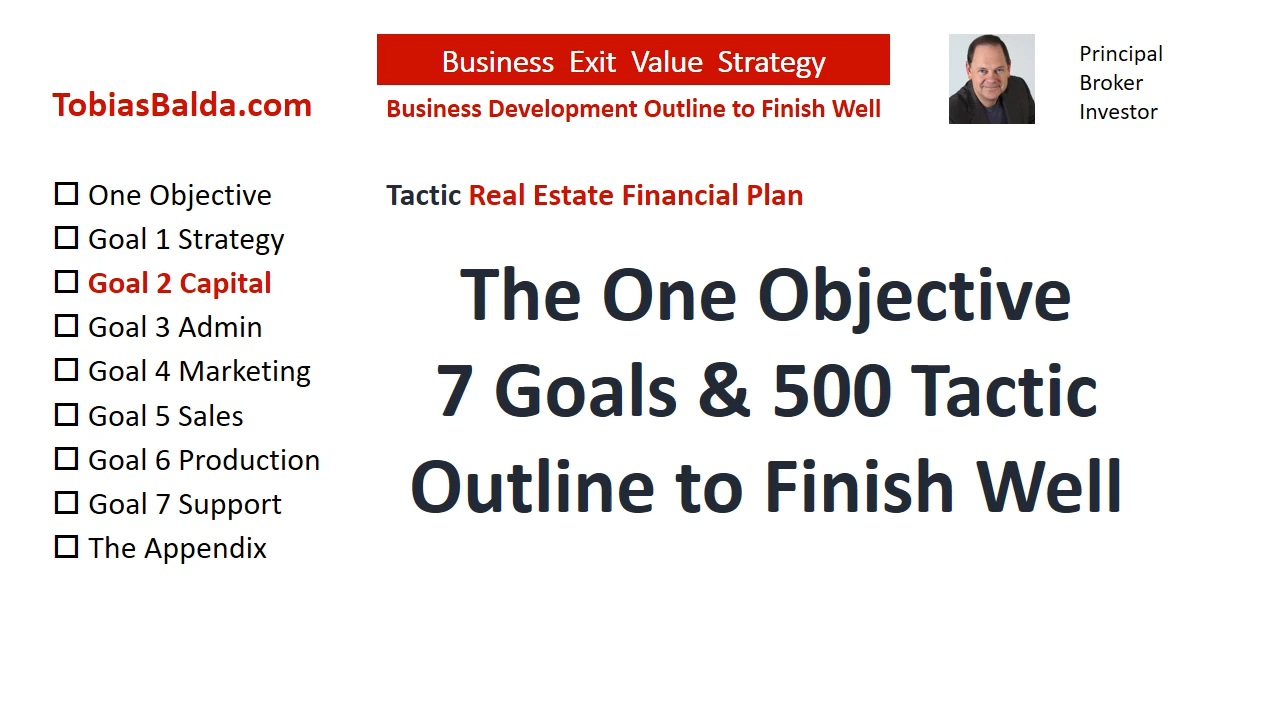 Business Exit Value Strategy
TobiasBalda.com
Business Development Outline to Finish Well
Principal
Broker
Investor
One Objective
Goal 1 Strategy
Goal 2 Capital
Goal 3 Admin
Goal 4 Marketing
Goal 5 Sales
Goal 6 Production
Goal 7 Support
The Appendix
Tactic Real Estate Financial Plan
The One Objective
7 Goals & 500 Tactic
Outline to Finish Well